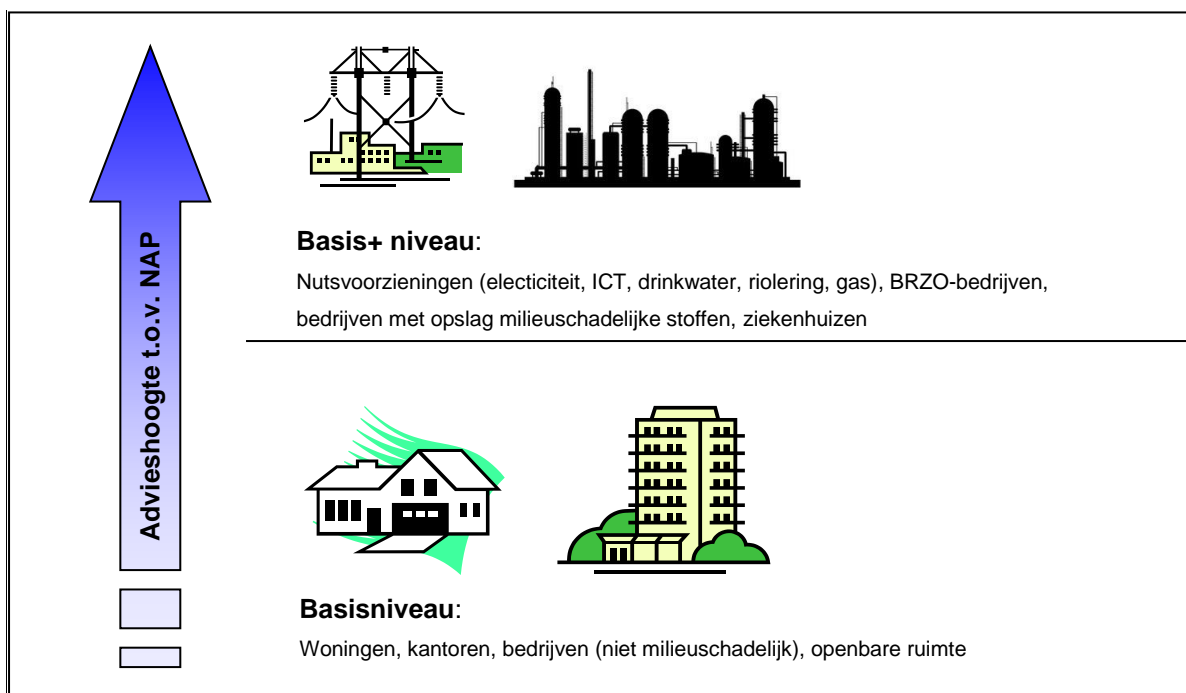 Advieshoogte t.o.v. NAP
Basis+ niveau:
Nutsvoorzieningen (electiciteit, ICT, drinkwater, riolering, gas), BRZO-bedrijven,
bedrijven met opslag milieuschadelijke stoffen, ziekenhuizen
Basisniveau:
Woningen, kantoren, bedrijven (niet milieuschadelijk), openbare ruimte